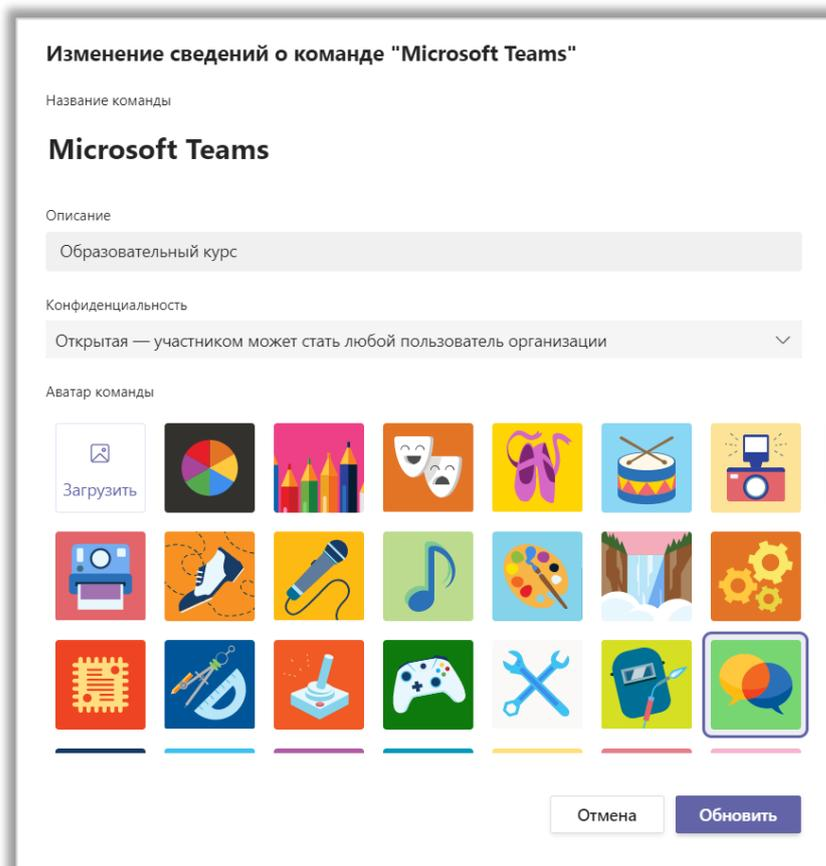 Изменение сведений о команде "Microsoft Teams"
Название команды
Microsoft Teams
Описание
Образовательный курс
Конфиденциальность
Открытая — участником может стать любой пользователь организации
Аватар команды
Загрузить
Отмена
Обновить